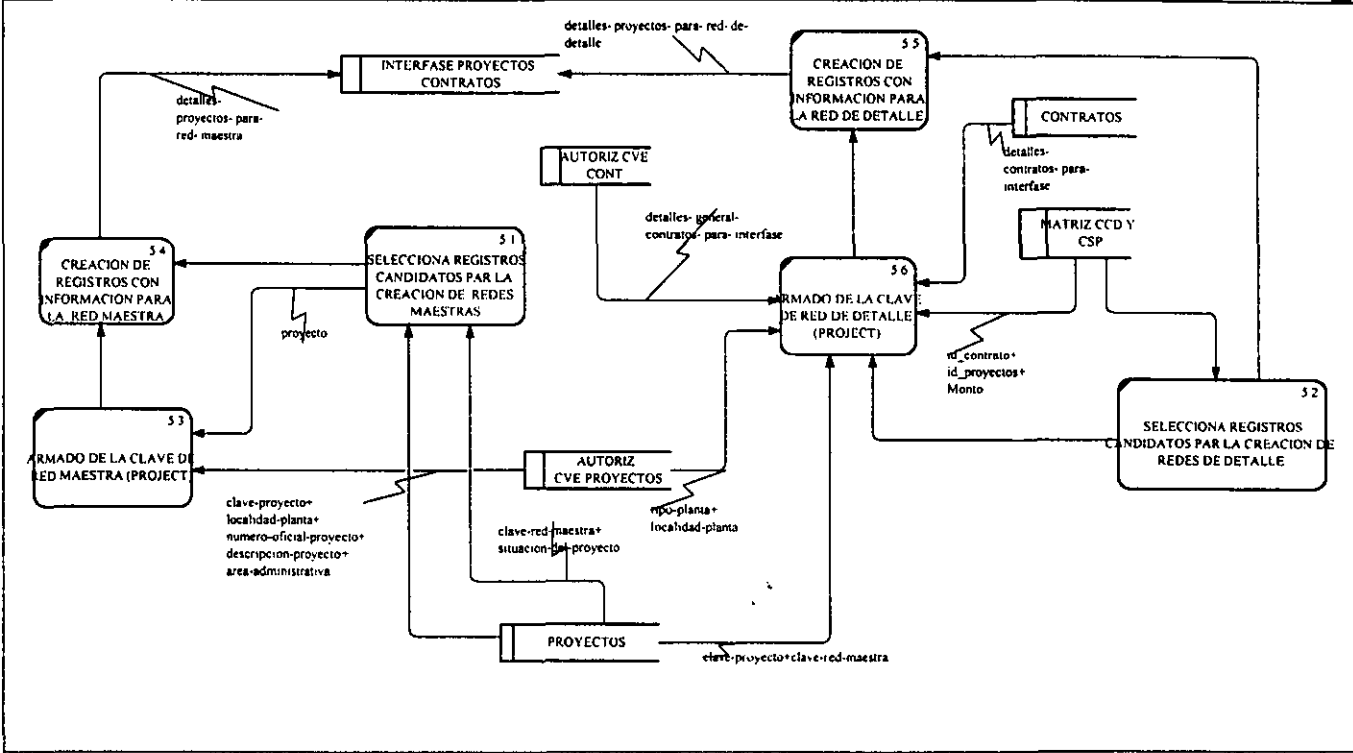 detalles- proyectos- para- red- de-
detalle
5 5
CREACION DE
REGISTROS CON
INFORMACION PARA
LA RED DE DETALLE
INTERFASE PROYECTOS
CONTRATOS
detalles-
proyectos- para-
red- maestra
CONTRATOS
detalles-
contratos- para-
interfase
AUTORIZ CVE
CONT
detalles- general-
contratos- para- interfase
MATRIZ CCD Y
CSP
5 4
CREACION DE
REGISTROS CON
INFORMACION PARA
LA RED MAESTRA
5 1
SELECCIONA REGISTROS
CANDIDATOS PAR LA
CREACION DE REDES
MAESTRAS
5 6
ARMADO DE LA CLAVE
DE RED DE DETALLE
(PROJECT)
proyecto
id_contrato+
id_proyectos+
Monto
5 3
ARMADO DE LA CLAVE DE
RED MAESTRA (PROJECT)
5 2
SELECCIONA REGISTROS
CANDIDATOS PAR LA CREACION DE
REDES DE DETALLE
AUTORIZ
CVE PROYECTOS
clave-proyecto+
localidad-planta+
numero-oficial-proyecto+
descripcion-proyecto+
area-administrativa
tipo-planta+
localidad-planta
clave-red-maestra+
situacion-del-proyecto
PROYECTOS
clave-proyecto+clave-red-maestra